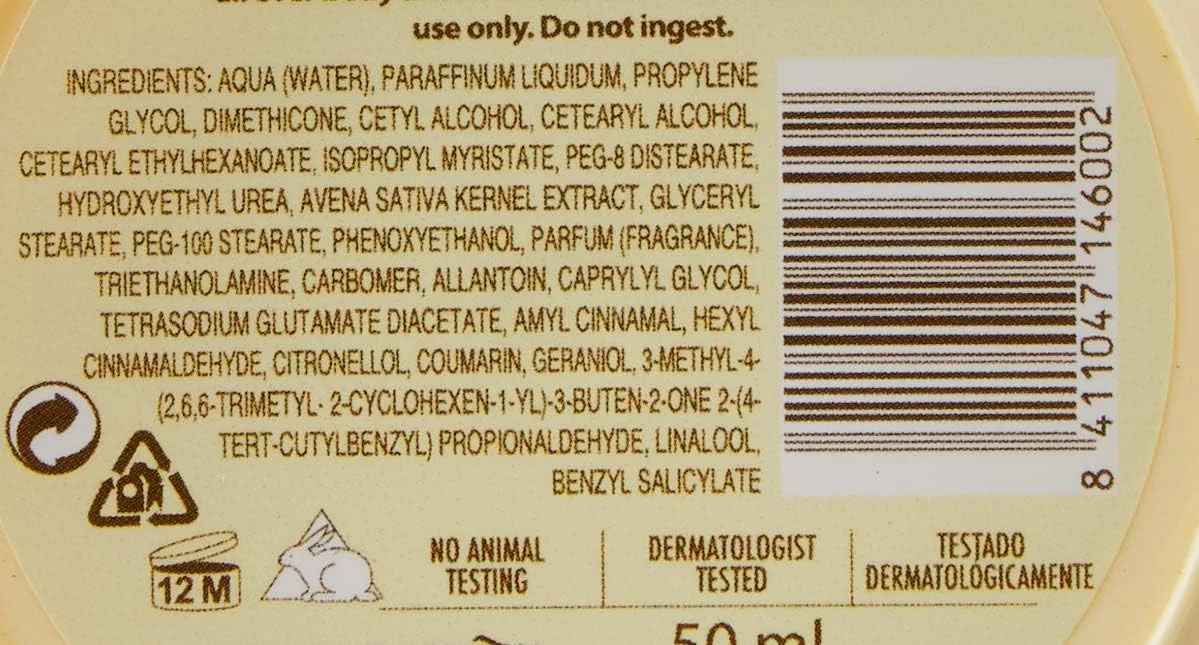 use only. Do not ingest.
INGREDIENTS: AQUA (WATER), PARAFFINUM LIQUIDUM, PROPYLENE
GLYCOL, DIMETHICONE, CETYL ALCOHOL, CETEARYL ALCOHOL,
CETEARYL ETHYLHEXANOATE, ISOPROPYL MYRISTATE, PEG-8 DISTEARATE,
HYDROXYETHYL UREA, AVENA SATIVA KERNEL EXTRACT, GLYCERYL
STEARATE, PEG-100 STEARATE, PHENOXYETHANOL, PARFUM (FRAGRANCE),
TRIETHANOLAMINE, CARBOMER, ALLANTOIN, CAPRYLYL GLYCOL,
TETRASODIUM GLUTAMATE DIACETATE, AMYL CINNAMAL, HEXYL
CINNAMALDEHYDE, CITRONELLOL, COUMARIN, GERANIOL, 3-METHYL-4-
(2,6,6-TRIMETYL- 2-CYCLOHEXEN-1-YL)-3-BUTEN-2-ONE 2-(4-
TERT-CUTYLBENZYL) PROPIONALDEHYDE, LINALOOL,
BENZYL SALICYLATE
8 411047 146002
12 M
NO ANIMAL
TESTING
DERMATOLOGIST
TESTED
TESTADO
DERMATOLÓGICAMENTE
50 ml